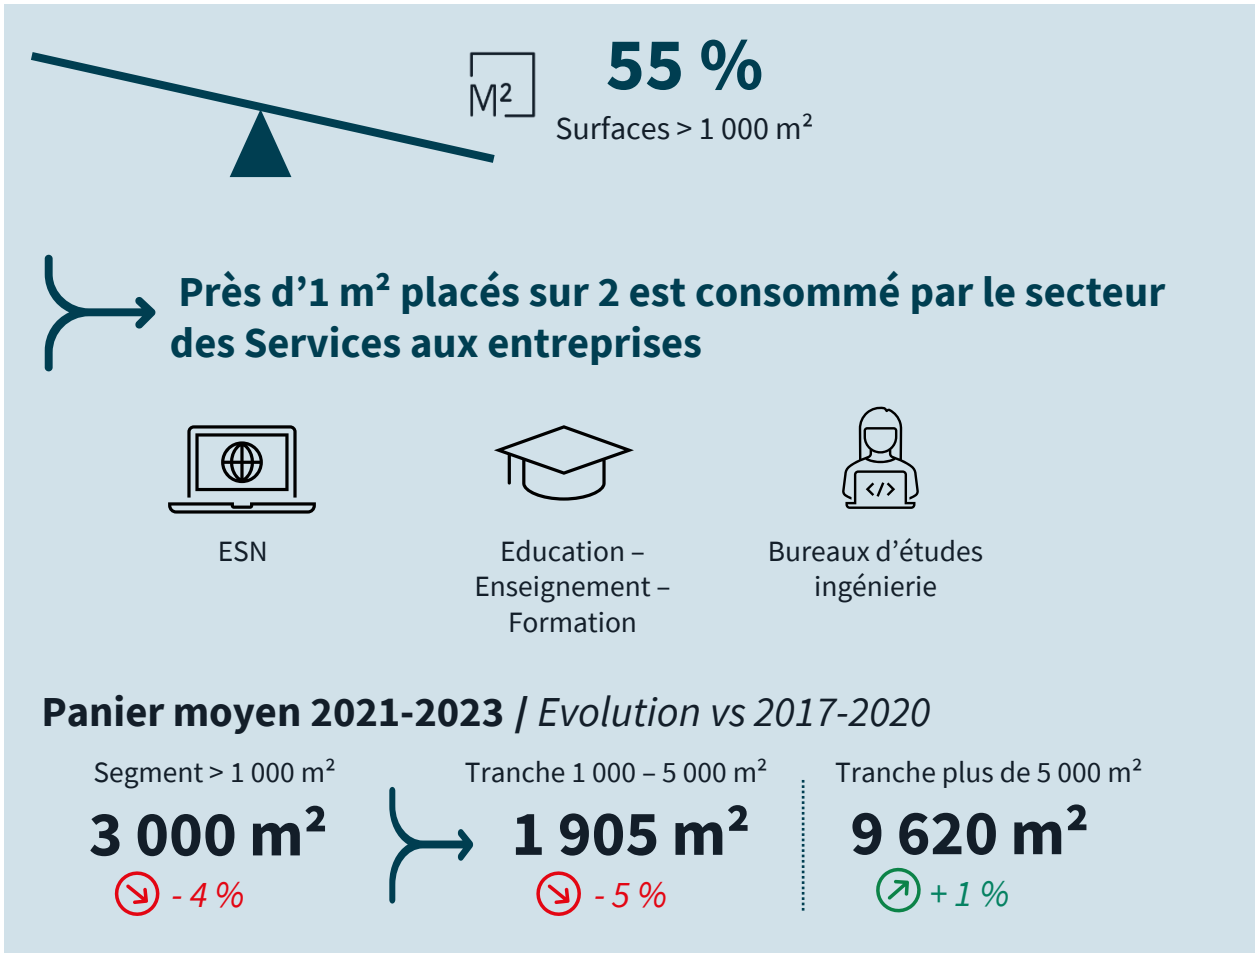 M²
55 %
Surfaces > 1 000 m²
Près d’1 m² placés sur 2 est consommé par le secteur
des Services aux entreprises
</>
ESN
Education –
Enseignement –
Formation
Bureaux d’études
ingénierie
Panier moyen 2021-2023 / Evolution vs 2017-2020
Segment > 1 000 m²
3 000 m²
- 4 %
Tranche 1 000 – 5 000 m²
1 905 m²
- 5 %
Tranche plus de 5 000 m²
9 620 m²
+ 1 %